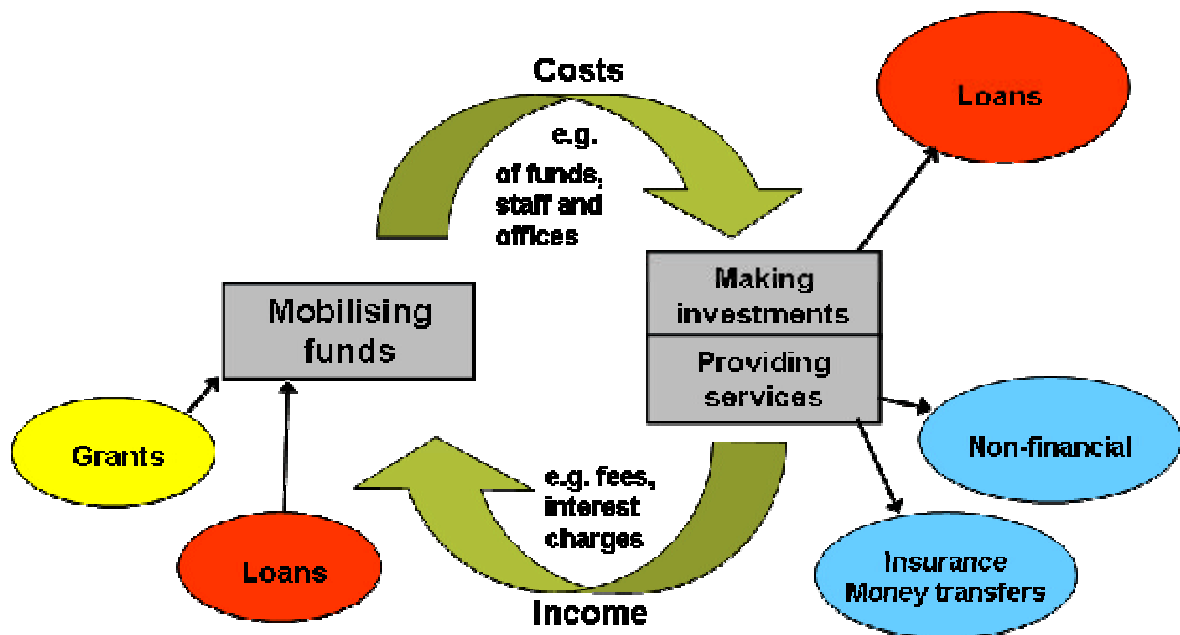 Costs
e.g.
of funds,
staff and
offices
Loans
Making
investments
Providing
services
Mobilising
funds
Grants
Loans
Non-financial
e.g. fees,
interest
charges
Insurance
Money transfers
Income